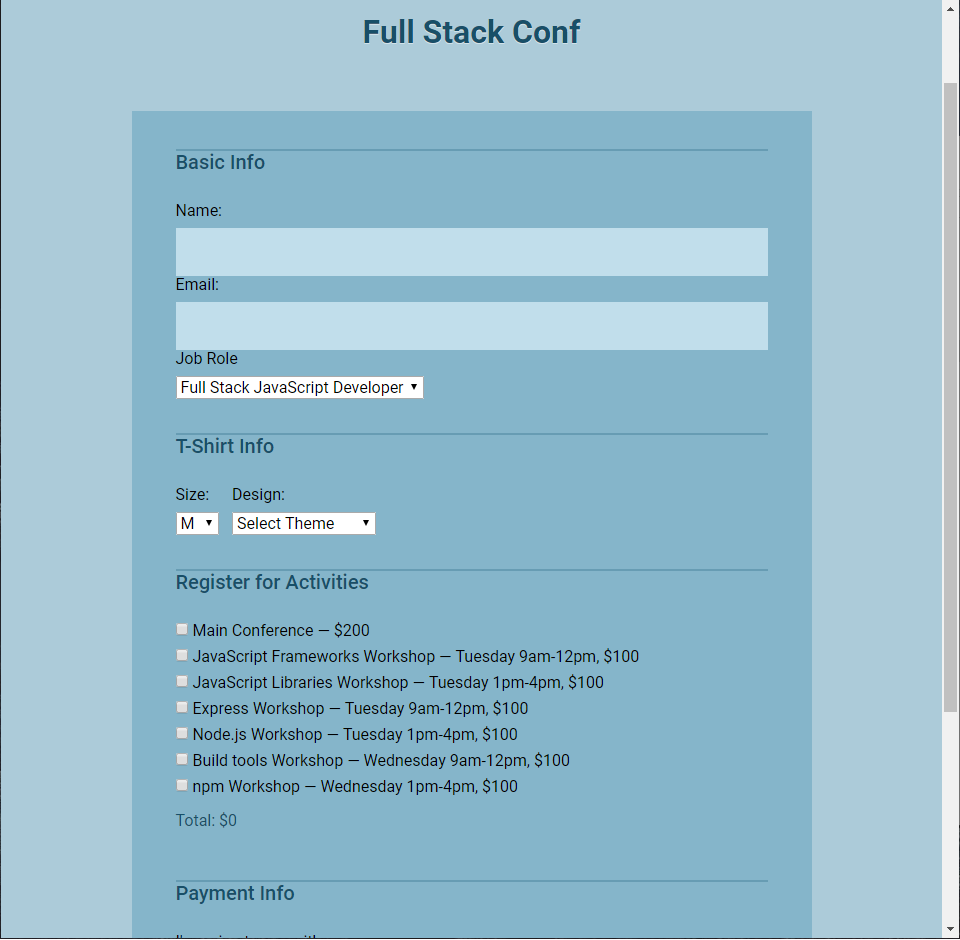 Full Stack Conf
Basic Info
Name:
Email:
Job Role
Full Stack JavaScript Developer
T-Shirt Info
Size: Design:
M Select Theme
Register for Activities
Main Conference — $200
JavaScript Frameworks Workshop — Tuesday 9am-12pm, $100
JavaScript Libraries Workshop — Tuesday 1pm-4pm, $100
Express Workshop — Tuesday 9am-12pm, $100
Node.js Workshop — Tuesday 1pm-4pm, $100
Build tools Workshop — Wednesday 9am-12pm, $100
npm Workshop — Wednesday 1pm-4pm, $100
Total: $0
Payment Info